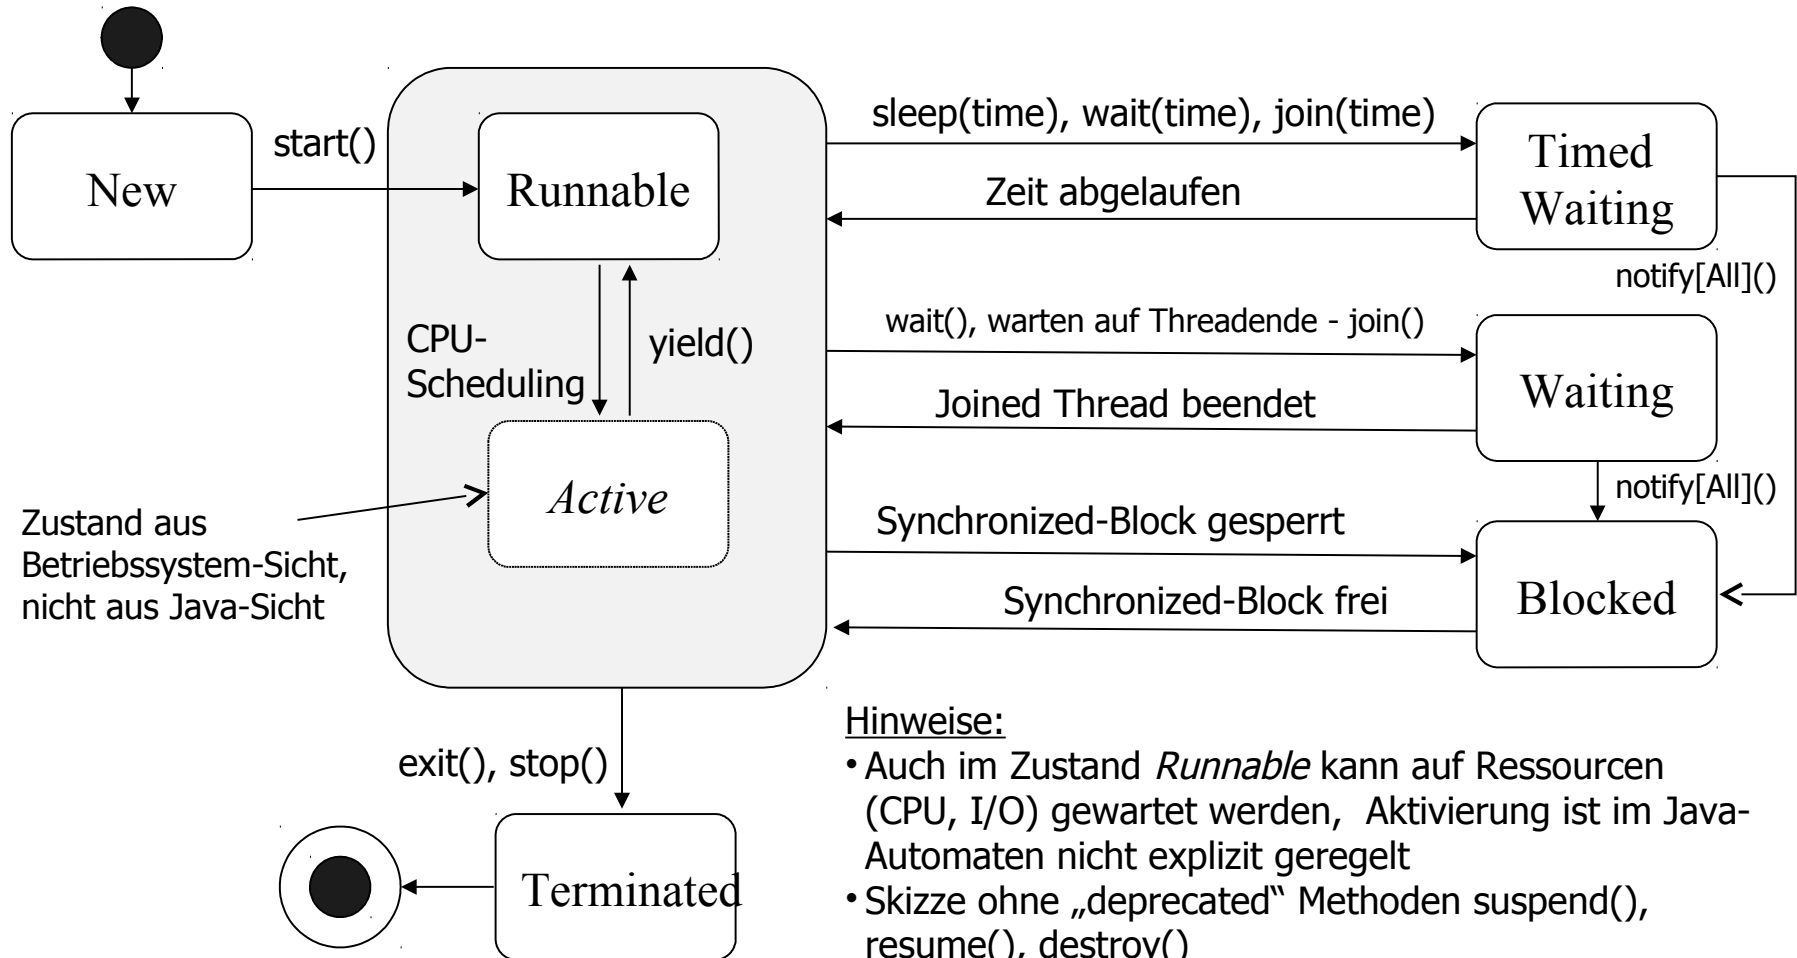 New
start()
Runnable
CPU-
Scheduling
yield()
Active
Zustand aus
Betriebssystem-Sicht,
nicht aus Java-Sicht
sleep(time), wait(time), join(time)
Zeit abgelaufen
Timed
Waiting
notify[All]()
wait(), warten auf Threadende - join()
Joined Thread beendet
Waiting
notify[All]()
Synchronized-Block gesperrt
Synchronized-Block frei
Blocked
exit(), stop()
Terminated
Hinweise:
• Auch im Zustand Runnable kann auf Ressourcen
(CPU, I/O) gewartet werden, Aktivierung ist im Java-
Automaten nicht explizit geregelt
• Skizze ohne „deprecated“ Methoden suspend(),
resume(), destroy()